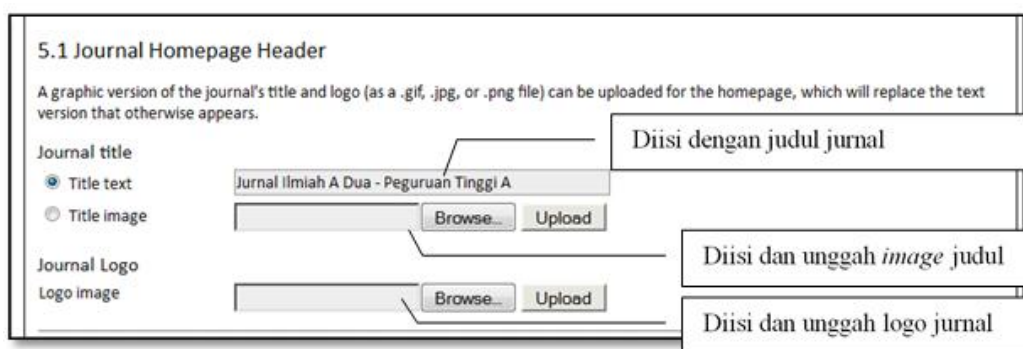 5.1 Journal Homepage Header
A graphic version of the journal's title and logo (as a .gif, .jpg, or .png file) can be uploaded for the homepage, which will replace the text
version that otherwise appears.
Diisi dengan judul jurnal
Journal title
Title text
Jurnal Ilmiah A Dua - Peguruan Tinggi A
Title image
Browse...
Upload
Diisi dan unggah image judul
Journal Logo
Logo image
Browse...
Upload
Diisi dan unggah logo jurnal